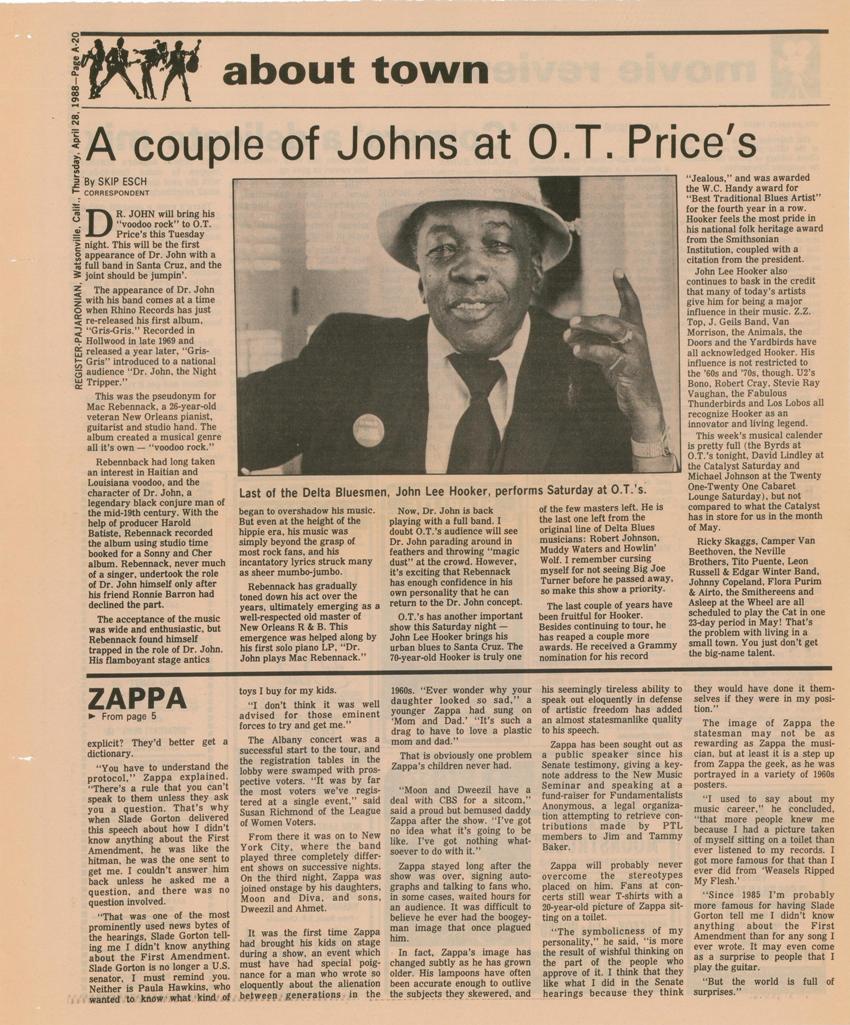 REGISTER-PAJARONIAN, Watsonville, Calif., Thursday, April 28, 1988—Page A-20
about town
A couple of Johns at O.T. Price's
By SKIP ESCH
CORRESPONDENT
DR. JOHN will bring his
"voodoo rock" to O.T.
Price's this Tuesday
night. This will be the first
appearance of Dr. John with a
full band in Santa Cruz, and the
joint should be jumpin'.
The appearance of Dr. John
with his band comes at a time
when Rhino Records has just
re-released his first album,
"Gris-Gris." Recorded in
Hollwood in late 1969 and
released a year later, "Gris-
Gris" introduced to a national
audience "Dr. John, the Night
Tripper."
This was the pseudonym for
Mac Rebennack, a 26-year-old
veteran New Orleans pianist,
guitarist and studio hand. The
album created a musical genre
all it's own — "voodoo rock."
Rebennback had long taken
an interest in Haitian and
Louisiana voodoo, and the
character of Dr. John, a
legendary black conjure man of
the mid-19th century. With the
help of producer Harold
Batiste, Rebennack recorded
the album using studio time
booked for a Sonny and Cher
album. Rebennack, never much
of a singer, undertook the role
of Dr. John himself only after
his friend Ronnie Barron had
declined the part.
The acceptance of the music
was wide and enthusiastic, but
Rebennack found himself
trapped in the role of Dr. John.
His flamboyant stage antics
Last of the Delta Bluesmen, John Lee Hooker, performs Saturday at O.T.'s.
began to overshadow his music.
But even at the height of the
hippie era, his music was
simply beyond the grasp of
most rock fans, and his
incantatory lyrics struck many
as sheer mumbo-jumbo.
Rebennack has gradually
toned down his act over the
years, ultimately emerging as a
well-respected old master of
New Orleans R & B. This
emergence was helped along by
his first solo piano LP, "Dr.
John plays Mac Rebennack."
Now, Dr. John is back
playing with a full band. I
doubt O.T.'s audience will see
Dr. John parading around in
feathers and throwing "magic
dust" at the crowd. However,
it's exciting that Rebennack
has enough confidence in his
own personality that he can
return to the Dr. John concept.
O.T.'s has another important
show this Saturday night —
John Lee Hooker brings his
urban blues to Santa Cruz. The
70-year-old Hooker is truly one
of the few masters left. He is
the last one left from the
original line of Delta Blues
musicians: Robert Johnson,
Muddy Waters and Howlin'
Wolf. I remember cursing
myself for not seeing Big Joe
Turner before he passed away,
so make this show a priority.
The last couple of years have
been fruitful for Hooker.
Besides continuing to tour, he
has reaped a couple more
awards. He received a Grammy
nomination for his record
"Jealous," and was awarded
the W.C. Handy award for
"Best Traditional Blues Artist"
for the fourth year in a row.
Hooker feels the most pride in
his national folk heritage award
from the Smithsonian
Institution, coupled with a
citation from the president.
John Lee Hooker also
continues to bask in the credit
that many of today's artists
give him for being a major
influence in their music. Z.Z.
Top, J. Geils Band, Van
Morrison, the Animals, the
Doors and the Yardbirds have
all acknowledged Hooker. His
influence is not restricted to
the '60s and '70s, though. U2's
Bono, Robert Cray, Stevie Ray
Vaughan, the Fabulous
Thunderbirds and Los Lobos all
recognize Hooker as an
innovator and living legend.
This week's musical calender
is pretty full (the Byrds at
O.T.'s tonight, David Lindley at
the Catalyst Saturday and
Michael Johnson at the Twenty
One-Twenty One Cabaret
Lounge Saturday), but not
compared to what the Catalyst
has in store for us in the month
of May.
Ricky Skaggs, Camper Van
Beethoven, the Neville
Brothers, Tito Puente, Leon
Russell & Edgar Winter Band,
Johnny Copeland, Flora Purim
& Airto, the Smithereens and
Asleep at the Wheel are all
scheduled to play the Cat in one
23-day period in May! That's
the problem with living in a
small town. You just don't get
the big-name talent.
ZAPPA
► From page 5
explicit? They'd better get a
dictionary.
"You have to understand the
protocol," Zappa explained.
"There's a rule that you can't
speak to them unless they ask
you a question. That's why
when Slade Gorton delivered
this speech about how I didn't
know anything about the First
Amendment, he was like the
hitman, he was the one sent to
get me. I couldn't answer him
back unless he asked me a
question, and there was no
question involved.
"That was one of the most
prominently used news bytes of
the hearings, Slade Gorton tell-
ing me I didn't know anything
about the First Amendment.
Slade Gorton is no longer a U.S.
senator, I must remind you.
Neither is Paula Hawkins, who
wanted to know what kind of
toys I buy for my kids.
"I don't think it was well
advised for those eminent
forces to try and get me."
The Albany concert was a
successful start to the tour, and
the registration tables in the
lobby were swamped with pros-
pective voters. "It was by far
the most voters we've regis-
tered at a single event," said
Susan Richmond of the League
of Women Voters.
From there it was on to New
York City, where the band
played three completely differ-
ent shows on successive nights.
On the third night, Zappa was
joined onstage by his daughters,
Moon and Diva, and sons,
Dweezil and Ahmet.
It was the first time Zappa
had brought his kids on stage
during a show, an event which
must have had special poig-
nance for a man who wrote so
eloquently about the alienation
between generations in the
1960s. "Ever wonder why your
daughter looked so sad," a
younger Zappa had sung on
'Mom and Dad.' "It's such a
drag to have to love a plastic
mom and dad."
That is obviously one problem
Zappa's children never had.
"Moon and Dweezil have a
deal with CBS for a sitcom,"
said a proud but bemused daddy
Zappa after the show. "I've got
no idea what it's going to be
like. I've got nothing what-
soever to do with it."
Zappa stayed long after the
show was over, signing auto-
graphs and talking to fans who,
in some cases, waited hours for
an audience. It was difficult to
believe he ever had the boogey-
man image that once plagued
him.
In fact, Zappa's image has
changed subtly as he has grown
older. His lampoons have often
been accurate enough to outlive
the subjects they skewered, and
his seemingly tireless ability to
speak out eloquently in defense
of artistic freedom has added
an almost statesmanlike quality
to his speech.
Zappa has been sought out as
a public speaker since his
Senate testimony, giving a key-
note address to the New Music
Seminar and speaking at a
fund-raiser for Fundamentalists
Anonymous, a legal organiza-
tion attempting to retrieve con-
tributions made by PTL
members to Jim and Tammy
Baker.
Zappa will probably never
overcome the stereotypes
placed on him. Fans at con-
certs still wear T-shirts with a
20-year-old picture of Zappa sit-
ting on a toilet.
"The symbolicness of my
personality," he said, "is more
the result of wishful thinking on
the part of the people who
approve of it. I think that they
like what I did in the Senate
hearings because they think
they would have done it them-
selves if they were in my posi-
tion."
The image of Zappa the
statesman may not be as
rewarding as Zappa the musi-
cian, but at least it is a step up
from Zappa the geek, as he was
portrayed in a variety of 1960s
posters.
"I used to say about my
music career," he concluded,
"that more people knew me
because I had a picture taken
of myself sitting on a toilet than
ever listened to my records. I
got more famous for that than I
ever did from 'Weasels Ripped
My Flesh.'
"Since 1985 I'm probably
more famous for having Slade
Gorton tell me I didn't know
anything about the First
Amendment than for any song I
ever wrote. It may even come
as a surprise to people that I
play the guitar.
"But the world is full of
surprises."